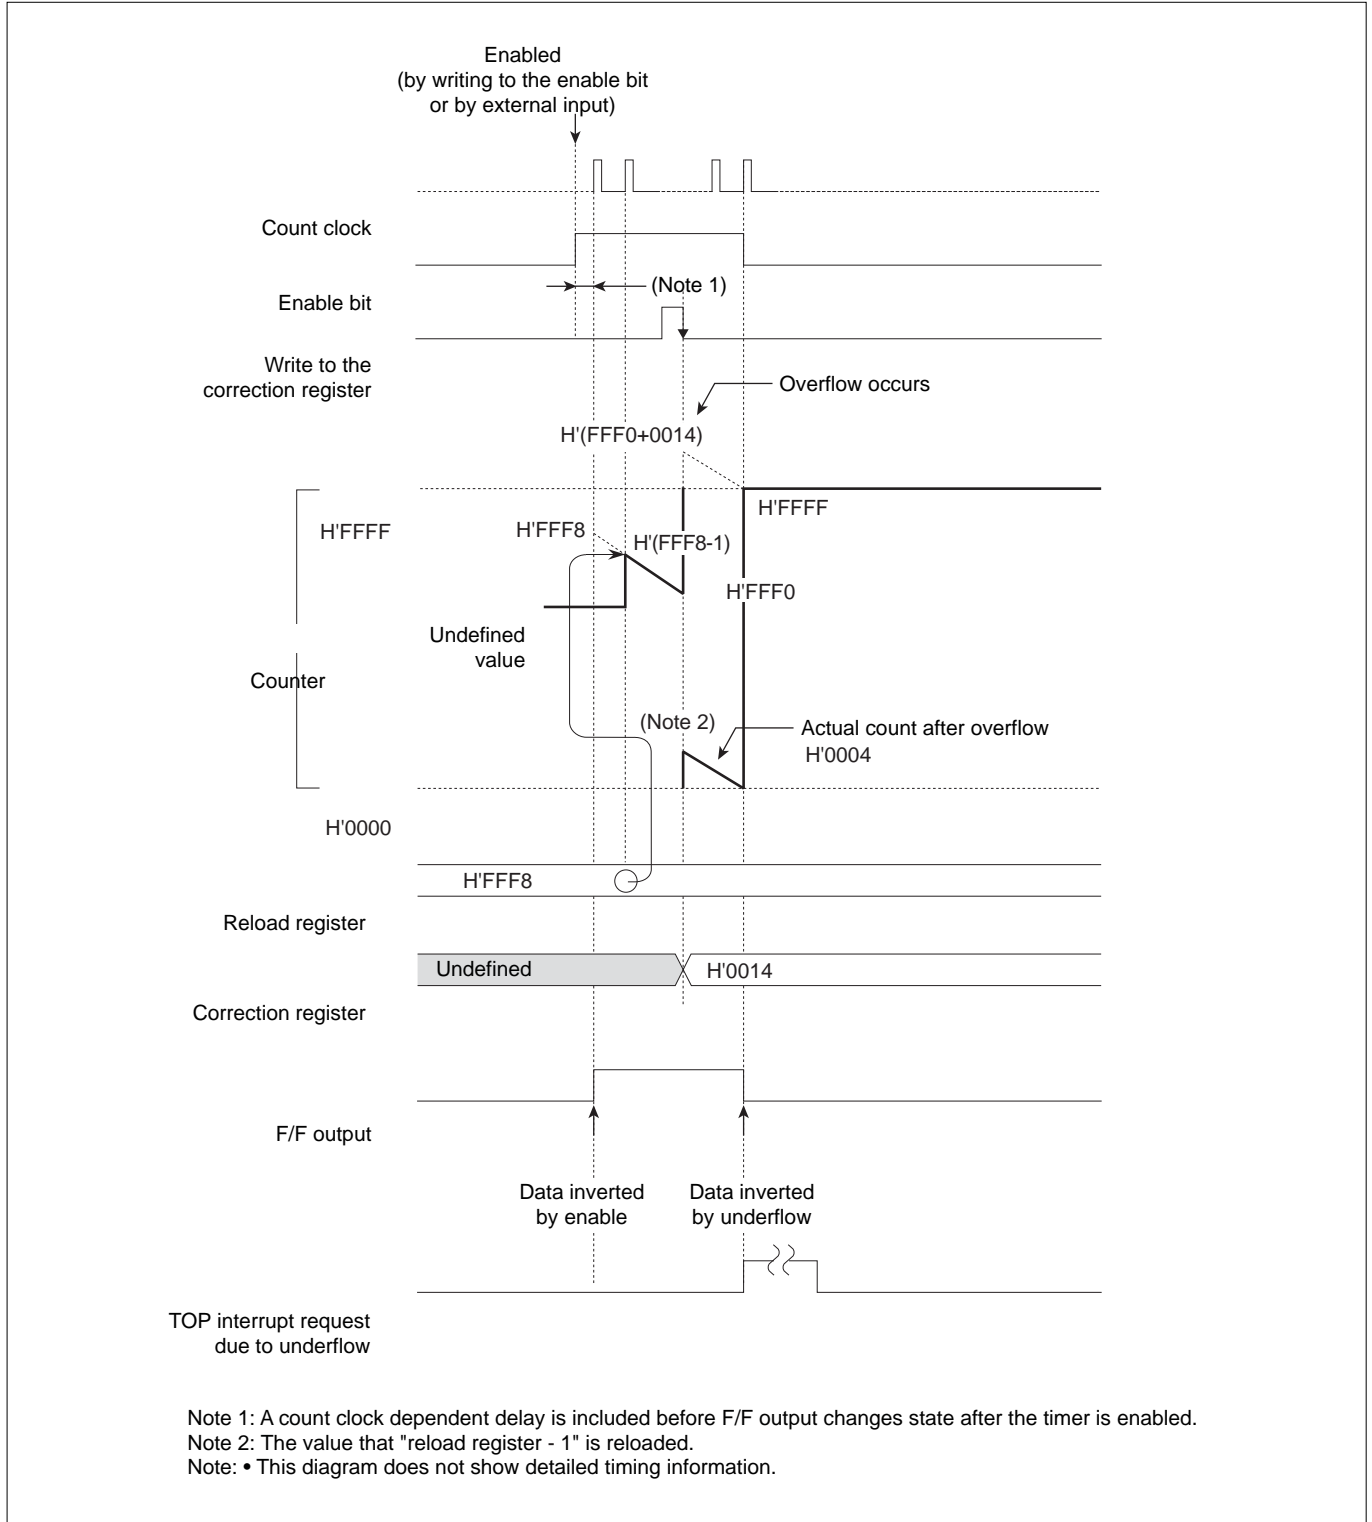 Enabled
(by writing to the enable bit
or by external input)
Count clock
(Note 1)
Enable bit
Write to the
correction register
Overflow occurs
H'(FFF0+0014)
H'FFFF
H'FFFF
H'FFF8
H'(FFF8-1)
H'FFF0
Undefined
value
Counter
(Note 2)
Actual count after overflow
H'0004
H'0000
H'FFF8
Reload register
Undefined
H'0014
Correction register
F/F output
Data inverted
by enable
Data inverted
by underflow
TOP interrupt request
due to underflow
Note 1: A count clock dependent delay is included before F/F output changes state after the timer is enabled.
Note 2: The value that "reload register - 1" is reloaded.
Note: • This diagram does not show detailed timing information.